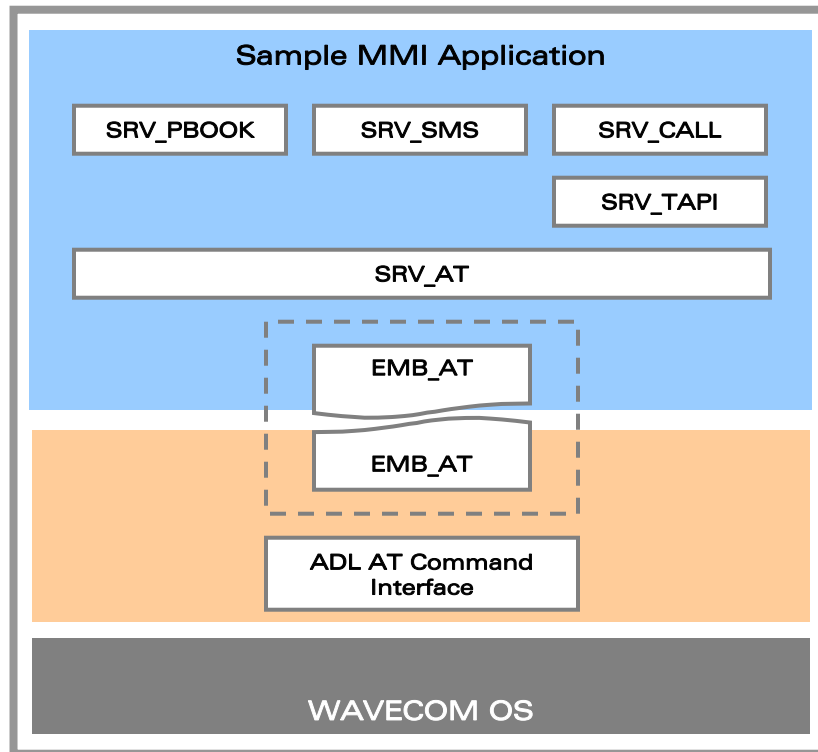 Sample MMI Application
SRV_PBOOK
SRV_SMS
SRV_CALL
SRV_TAPI
SRV_AT
EMB_AT
EMB_AT
ADL AT Command
Interface
WAVECOM OS